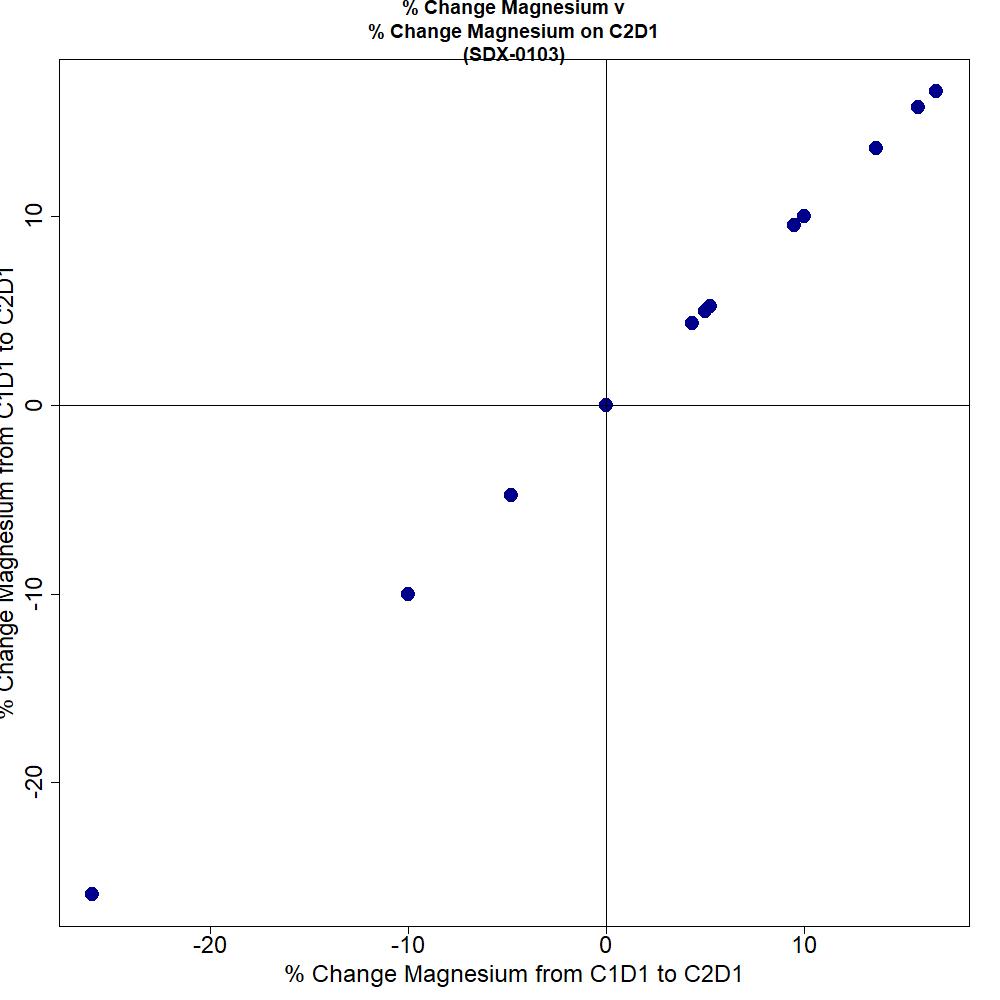 % Change Magnesium v
% Change Magnesium on C2D1
(SDX-0103)
% Change Magnesium from C1D1 to C2D1
10
0
-10
-20
-20
-10
0
10
% Change Magnesium from C1D1 to C2D1